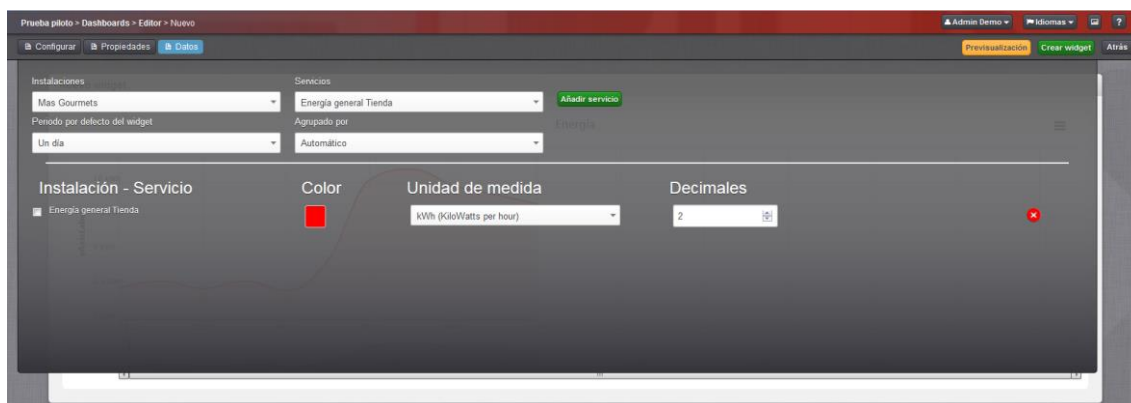 Prueba piloto > Dashboards > Editor > Nuevo
Admin Demo
Idiomas
?
Configurar
Propiedades
Datos
Previsualización
Crear widget
Atrás
Instalaciones
Servicios
Mas Gourmets
Energía general Tienda
Añadir servicio
Periodo por defecto del widget
Agrupado por
Energía
Un día
Automático
Instalación - Servicio
Color
Unidad de medida
Decimales
Energía general Tienda
kWh (KiloWatts per hour)
2